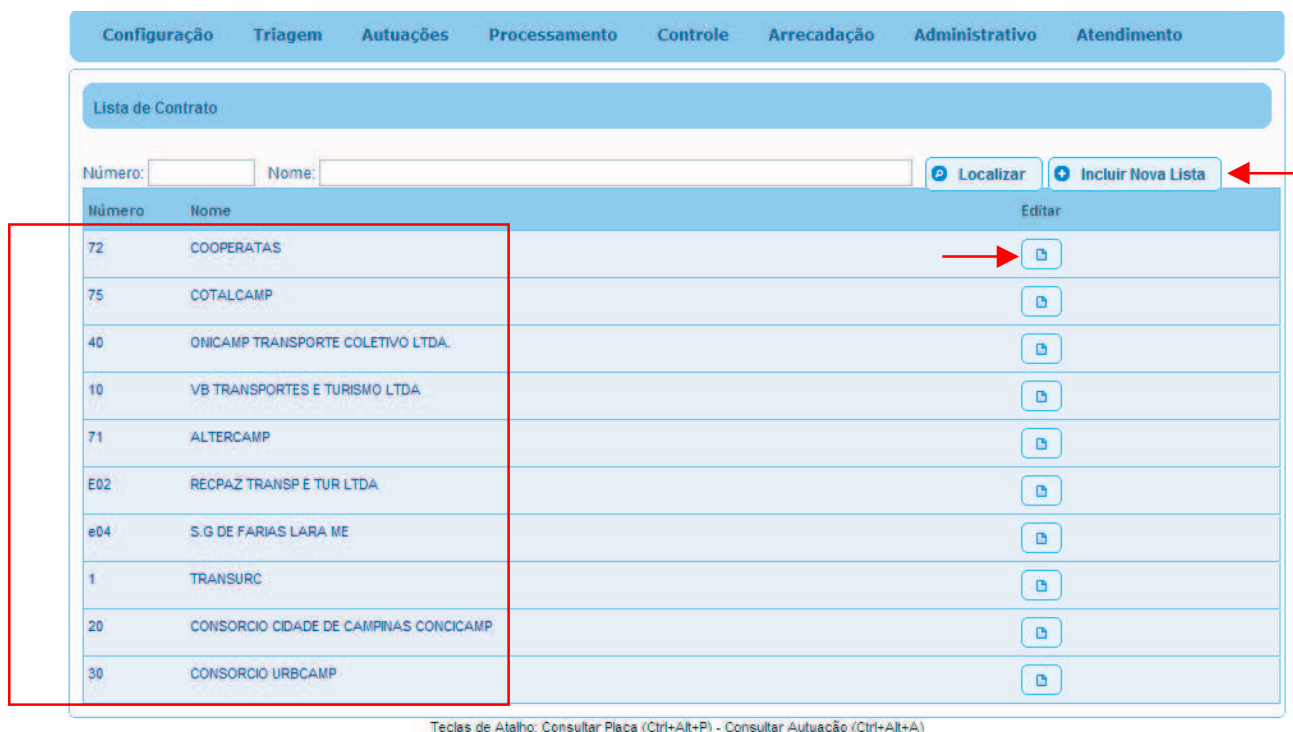 Configuração Triagem Autuações Processamento Controle Arrecadação Administrativo Atendimento
Lista de Contrato
Número: Nome: Localizar Incluir Nova Lista
Número Nome Editar
72 COOPERATAS
75 COTALCAMP
40 ONICAMP TRANSPORTE COLETIVO LTDA.
10 VB TRANSPORTES E TURISMO LTDA
71 ALTERCAMP
E02 RECPAZ TRANSP E TUR LTDA
e04 S.G DE FARIAS LARA ME
1 TRANSURC
20 CONSORCIO CIDADE DE CAMPINAS CONCICAMP
30 CONSORCIO URBCAMP
Teclas de Atalho: Consultar Placa (Ctrl+Alt+P) - Consultar Autuação (Ctrl+Alt+A)